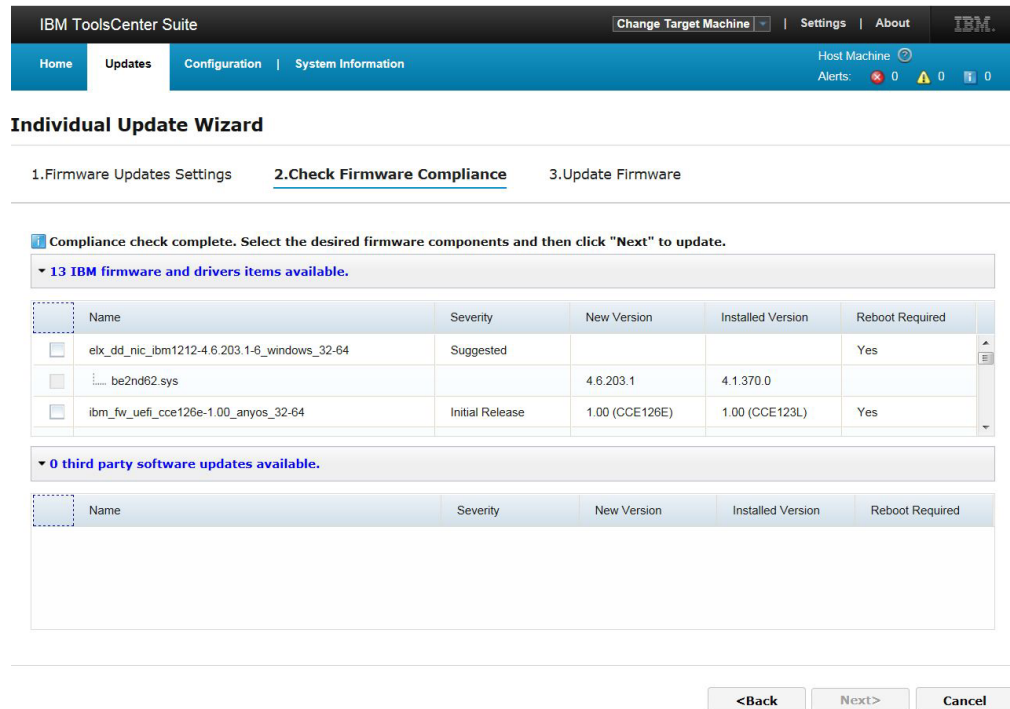 IBM ToolsCenter Suite
Change Target Machine | Settings | About IBM.
Home Updates Configuration | System Information
Host Machine ?
Alerts: 0 0 0
Individual Update Wizard
1.Firmware Updates Settings 2.Check Firmware Compliance 3.Update Firmware
Compliance check complete. Select the desired firmware components and then click "Next" to update.
13 IBM firmware and drivers items available.
Name Severity New Version Installed Version Reboot Required
elx_dd_nic_ibm1212-4.6.203.1-6_windows_32-64 Suggested Yes
be2nd62.sys 4.6.203.1 4.1.370.0
ibm_fw_uefi_cce126e-1.00_anyos_32-64 Initial Release 1.00 (CCE126E) 1.00 (CCE123L) Yes
0 third party software updates available.
Name Severity New Version Installed Version Reboot Required
<Back Next> Cancel